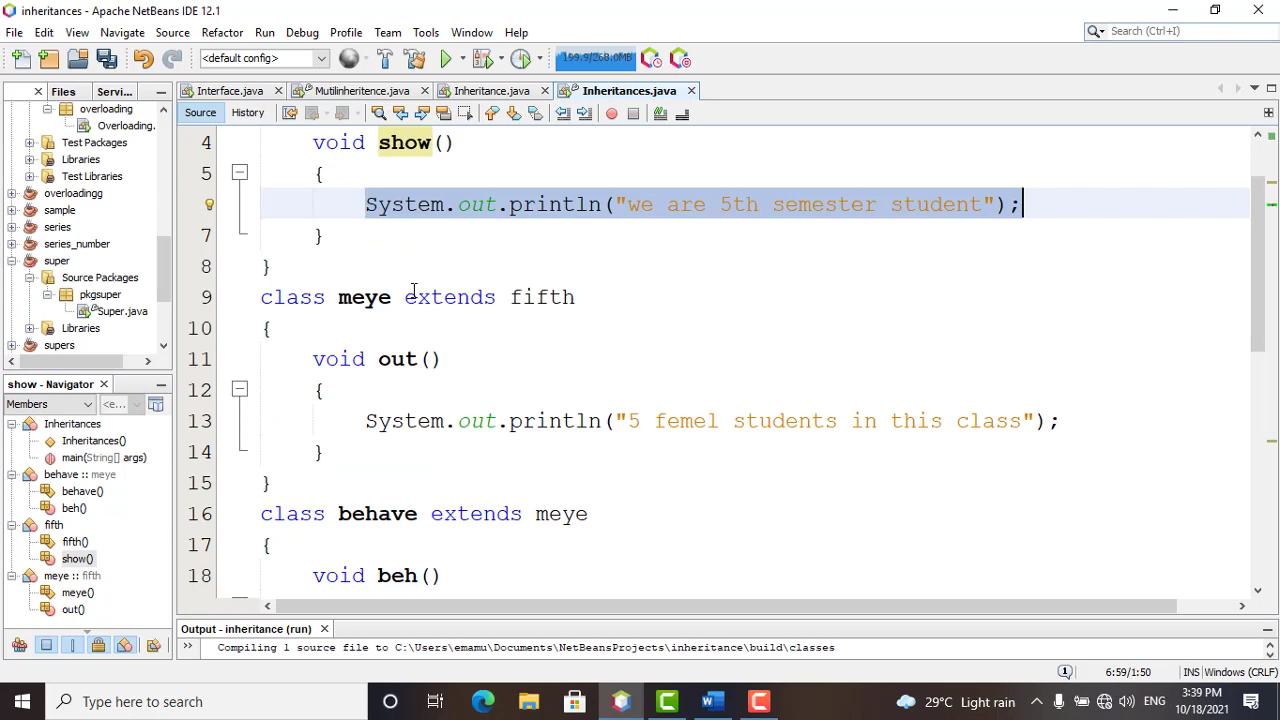 inheritances - Apache NetBeans IDE 12.1
File Edit View Navigate Source Refactor Run Debug Profile Team Tools Window Help
Search (Ctrl+I)
<default config>
199.9/268.0MB
Files Servi...
Interface.java Mutilinheritence.java Inheritance.java Inheritances.java
Source History
overloading
Overloading.
Test Packages
Libraries
Test Libraries
overloadingg
sample
series
series_number
super
Source Packages
pkgsuper
Super.java
Libraries
supers
4 void show()
5 {
System.out.println("we are 5th semester student");
7 }
8 }
9 class meye extends fifth
10 {
11 void out()
12 {
13 System.out.println("5 femel students in this class");
14 }
15 }
16 class behave extends meye
17 {
18 void beh()
show - Navigator
Members <e...
Inheritances
Inheritances()
main(String[] args)
behave :: meye
behave()
beh()
fifth
fifth()
show()
meye :: fifth
meye()
out()
Output - inheritance (run)
Compiling 1 source file to C:\Users\emamu\Documents\NetBeansProjects\inheritance\build\classes
6:59/1:50 INS Windows (CRLF)
Type here to search
29°C Light rain
ENG
3:39 PM
10/18/2021